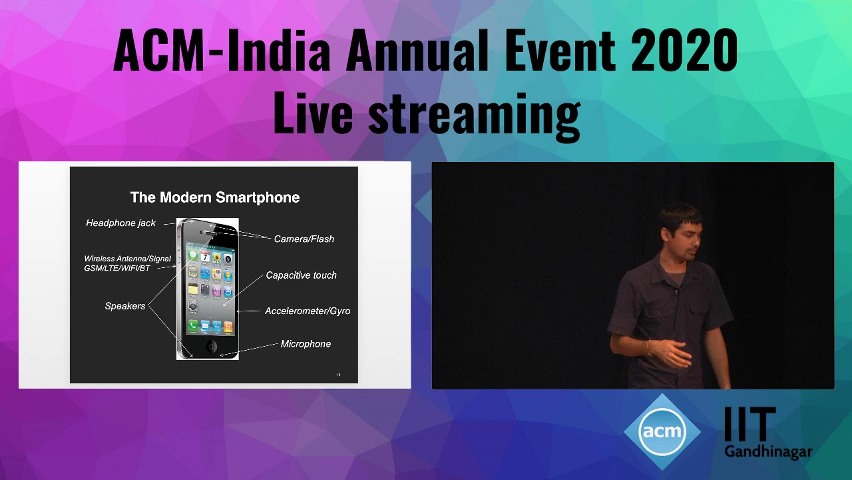 ACM-India Annual Event 2020
Live streaming
The Modern Smartphone
Headphone jack
Camera/Flash
Wireless Antenna/Signal
GSM/LTE/WIFI/BT
Capacitive touch
Speakers
Accelerometer/Gyro
Microphone
acm
IIT
Gandhinagar